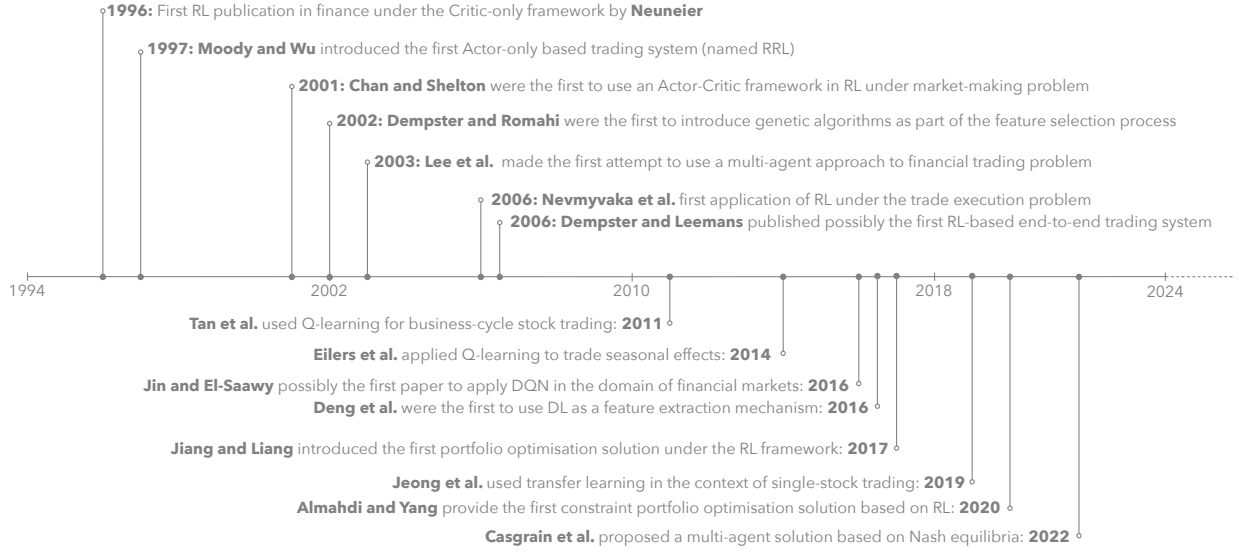 1996: First RL publication in finance under the Critic-only framework by Neuneier
1997: Moody and Wu introduced the first Actor-only based trading system (named RRL)
2001: Chan and Shelton were the first to use an Actor-Critic framework in RL under market-making problem
2002: Dempster and Romahi were the first to introduce genetic algorithms as part of the feature selection process
2003: Lee et al. made the first attempt to use a multi-agent approach to financial trading problem
2006: Nevmyvaka et al. first application of RL under the trade execution problem
2006: Dempster and Leemans published possibly the first RL-based end-to-end trading system
1994 2002 2010 2018 2024
Tan et al. used Q-learning for business-cycle stock trading: 2011
Eilers et al. applied Q-learning to trade seasonal effects: 2014
Jin and El-Saawy possibly the first paper to apply DQN in the domain of financial markets: 2016
Deng et al. were the first to use DL as a feature extraction mechanism: 2016
Jiang and Liang introduced the first portfolio optimisation solution under the RL framework: 2017
Jeong et al. used transfer learning in the context of single-stock trading: 2019
Almahdi and Yang provide the first constraint portfolio optimisation solution based on RL: 2020
Casgrain et al. proposed a multi-agent solution based on Nash equilibria: 2022